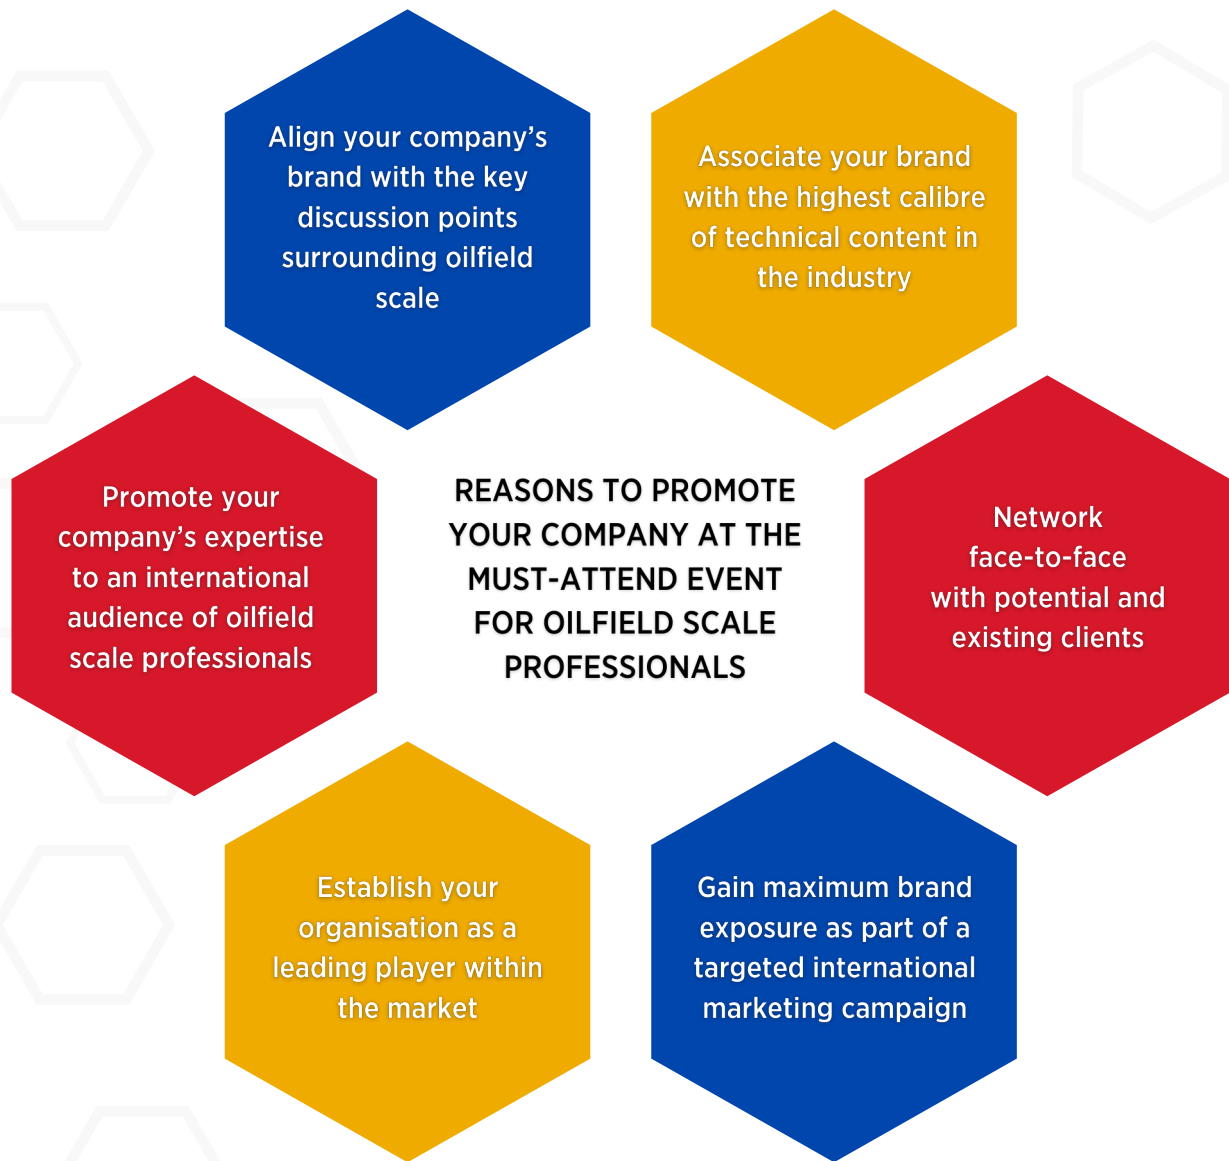 Align your company’s
brand with the key
discussion points
surrounding oilfield
scale
Associate your brand
with the highest calibre
of technical content in
the industry
Promote your
company’s expertise
to an international
audience of oilfield
scale professionals
REASONS TO PROMOTE
YOUR COMPANY AT THE
MUST-ATTEND EVENT
FOR OILFIELD SCALE
PROFESSIONALS
Network
face-to-face
with potential and
existing clients
Establish your
organisation as a
leading player within
the market
Gain maximum brand
exposure as part of a
targeted international
marketing campaign